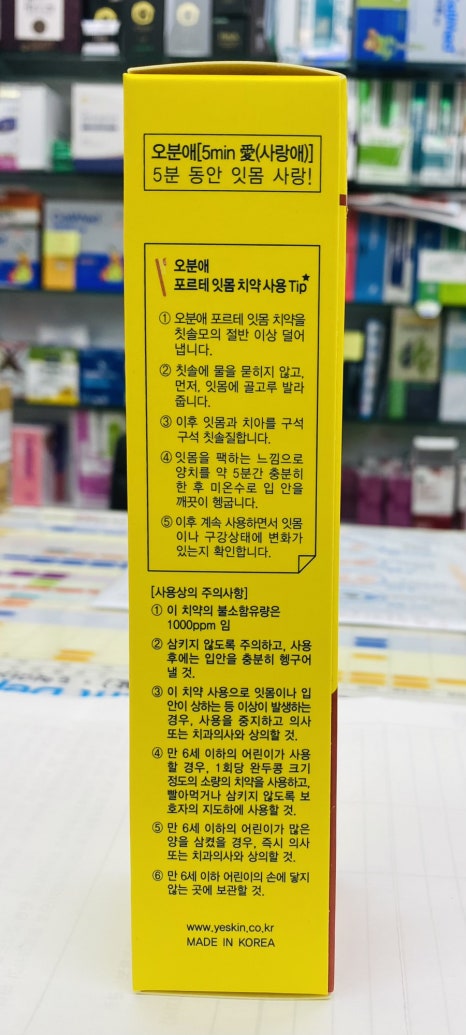 오분애[5min 愛(사랑애)]
5분 동안 잇몸 사랑!
오분애
포르테 잇몸 치약 사용 Tip★
① 오분애 포르테 잇몸 치약을
칫솔모의 절반 이상 덜어
냅니다.
② 칫솔에 물을 묻히지 않고,
먼저, 잇몸에 골고루 발라
줍니다.
③ 이후 잇몸과 치아를 구석
구석 칫솔질합니다.
④ 잇몸을 팩하는 느낌으로
양치를 약 5분간 충분히
한 후 미온수로 입 안을
깨끗이 헹굽니다.
⑤ 이후 계속 사용하면서 잇몸
이나 구강상태에 변화가
있는지 확인합니다.
[사용상의 주의사항]
① 이 치약의 불소함유량은
1000ppm 임
② 삼키지 않도록 주의하고, 사용
후에는 입안을 충분히 헹구어
낼 것.
③ 이 치약 사용으로 잇몸이나 입
안이 상하는 등 이상이 발생하는
경우, 사용을 중지하고 의사
또는 치과의사와 상의할 것.
④ 만 6세 이하의 어린이가 사용
할 경우, 1회당 완두콩 크기
정도의 소량의 치약을 사용하고,
빨아먹거나 삼키지 않도록 보
호자의 지도하에 사용할 것.
⑤ 만 6세 이하의 어린이가 많은
양을 삼켰을 경우, 즉시 의사
또는 치과의사와 상의할 것.
⑥ 만 6세 이하 어린이의 손에 닿지
않는 곳에 보관할 것.
www.yeskin.co.kr
MADE IN KOREA